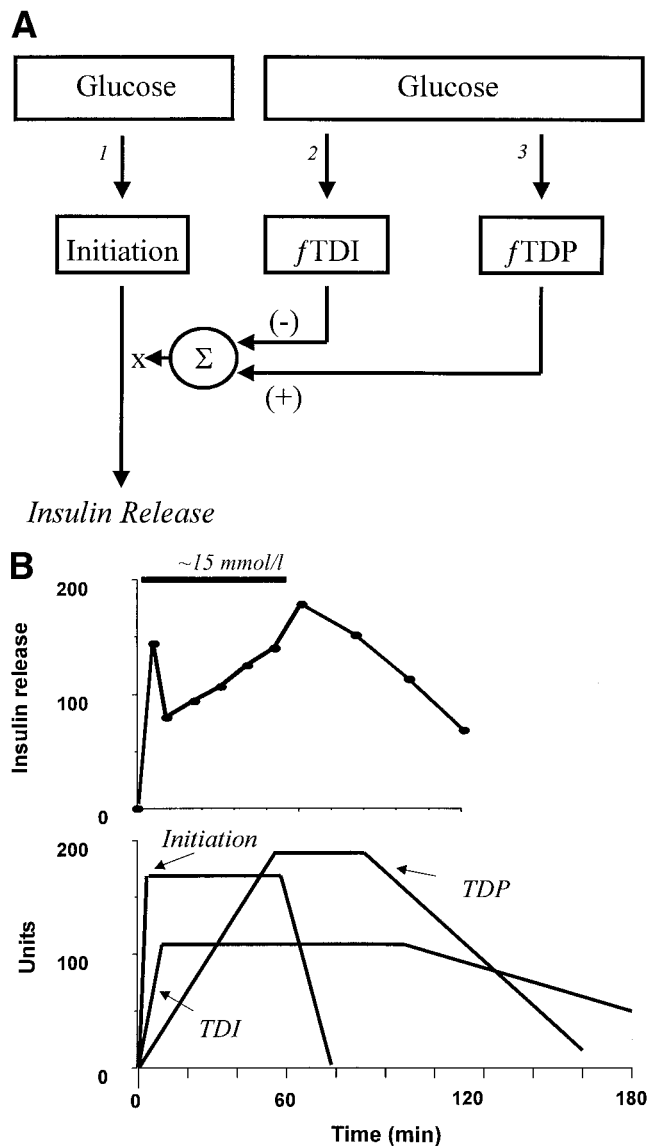 A
Glucose
Glucose
1
2
3
Initiation
fTDI
fTDP
(-)
x
Σ
(+)
Insulin Release
B
~15 mmol/l
200
100
0
Insulin release
200
Initiation
TDP
100
TDI
0
Units
0
60
120
180
Time (min)